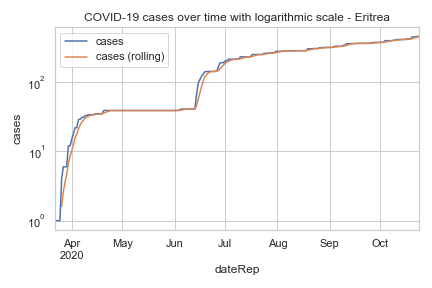 COVID-19 cases over time with logarithmic scale - Eritrea
cases
cases (rolling)
10²
10¹
10⁰
cases
Apr
2020
May
Jun
Jul
Aug
Sep
Oct
dateRep